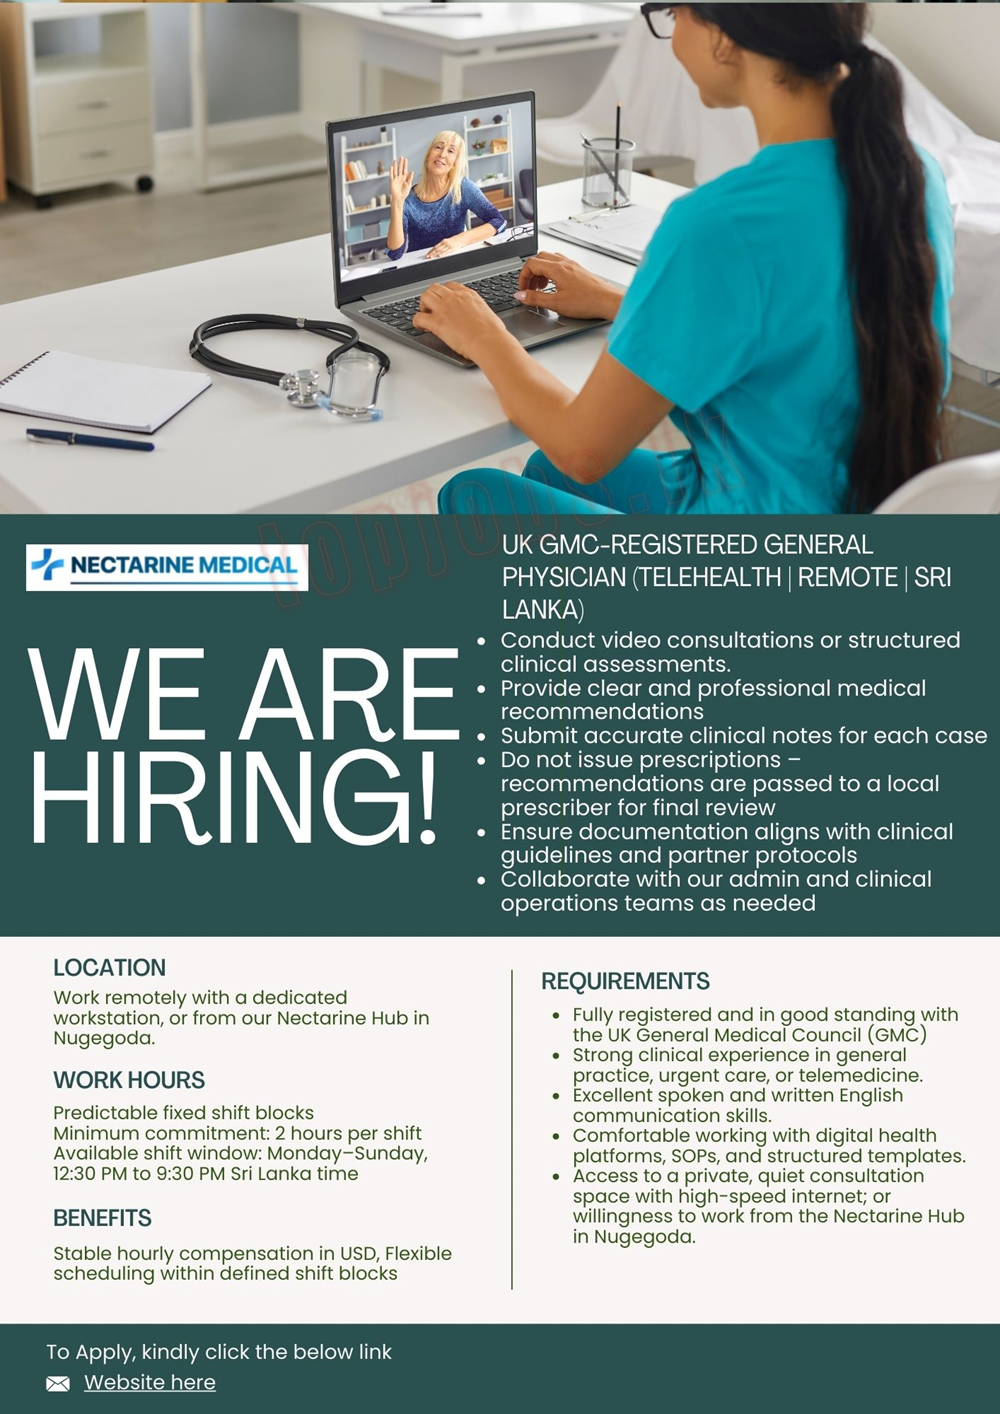 topjobs.lk
NECTARINE MEDICAL
WE ARE
HIRING!
UK GMC-REGISTERED GENERAL
PHYSICIAN (TELEHEALTH | REMOTE | SRI
LANKA)
• Conduct video consultations or structured
clinical assessments.
• Provide clear and professional medical
recommendations
• Submit accurate clinical notes for each case
• Do not issue prescriptions –
recommendations are passed to a local
prescriber for final review
• Ensure documentation aligns with clinical
guidelines and partner protocols
• Collaborate with our admin and clinical
operations teams as needed
LOCATION
Work remotely with a dedicated
workstation, or from our Nectarine Hub in
Nugegoda.
WORK HOURS
Predictable fixed shift blocks
Minimum commitment: 2 hours per shift
Available shift window: Monday–Sunday,
12:30 PM to 9:30 PM Sri Lanka time
BENEFITS
Stable hourly compensation in USD, Flexible
scheduling within defined shift blocks
REQUIREMENTS
• Fully registered and in good standing with
the UK General Medical Council (GMC)
• Strong clinical experience in general
practice, urgent care, or telemedicine.
• Excellent spoken and written English
communication skills.
• Comfortable working with digital health
platforms, SOPs, and structured templates.
• Access to a private, quiet consultation
space with high-speed internet; or
willingness to work from the Nectarine Hub
in Nugegoda.
To Apply, kindly click the below link
Website here